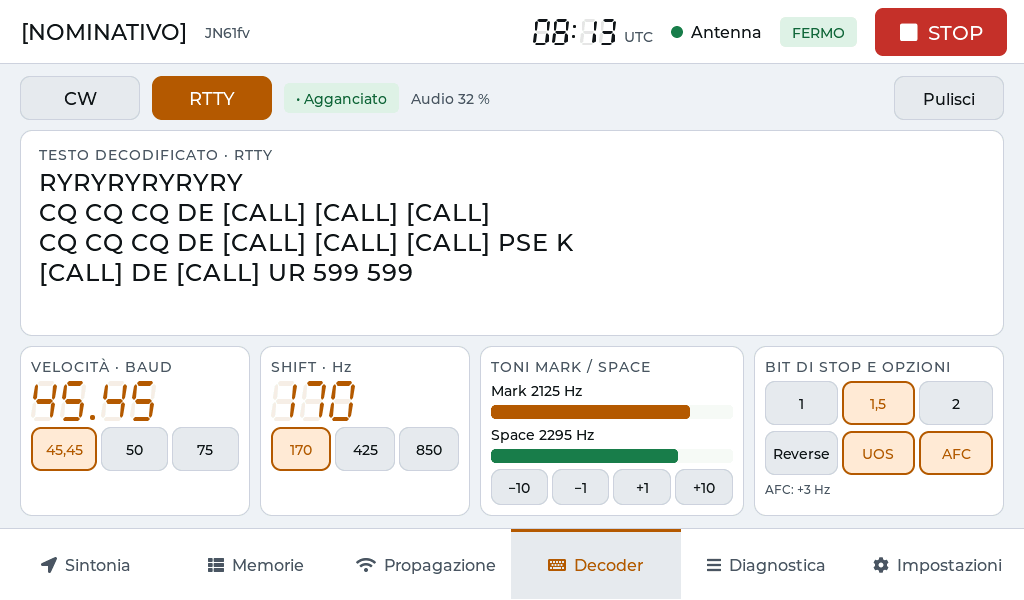 [NOMINATIVO] JN61fv 08:13 UTC Antenna FERMO STOP
CW RTTY • Agganciato Audio 32 % Pulisci
TESTO DECODIFICATO · RTTY
RYRYRYRYRYRY
CQ CQ CQ DE [CALL] [CALL] [CALL]
CQ CQ CQ DE [CALL] [CALL] [CALL] PSE K
[CALL] DE [CALL] UR 599 599
VELOCITÀ · BAUD
45.45
45,45 50 75
SHIFT · Hz
170
170 425 850
TONI MARK / SPACE
Mark 2125 Hz
Space 2295 Hz
−10 −1 +1 +10
BIT DI STOP E OPZIONI
1 1,5 2
Reverse UOS AFC
AFC: +3 Hz
Sintonia Memorie Propagazione Decoder Diagnostica Impostazioni